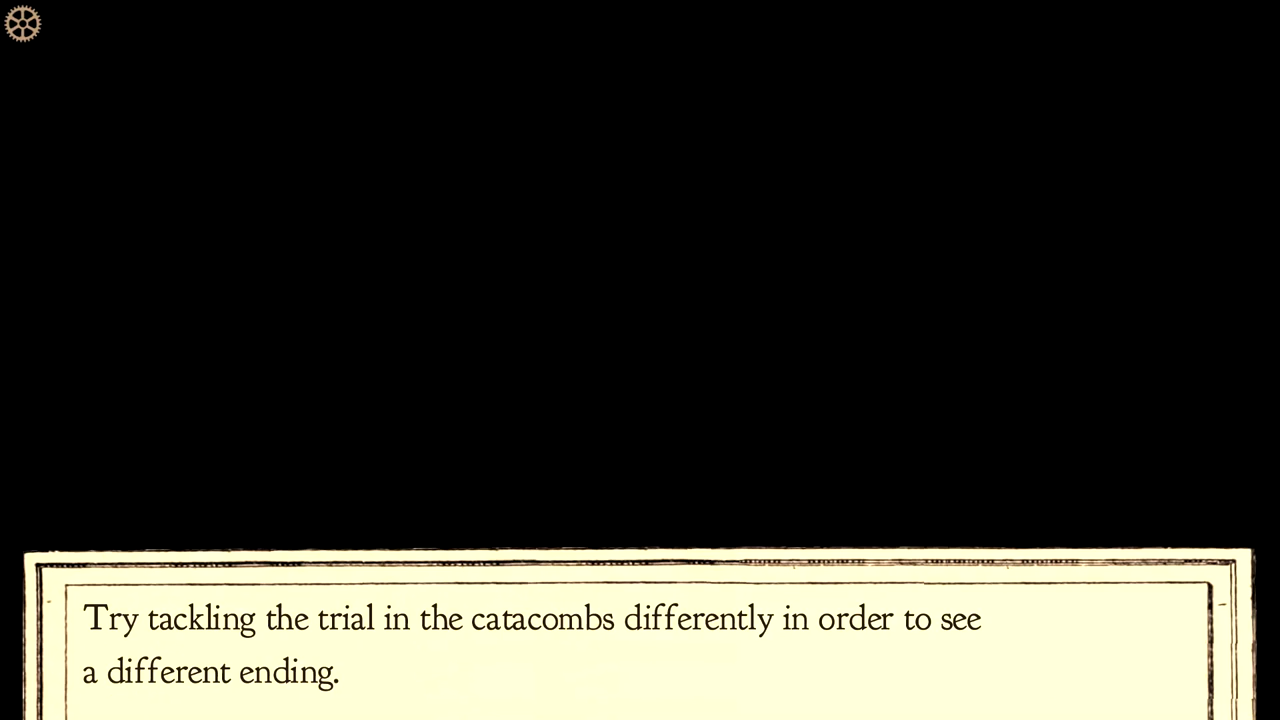 Try tackling the trial in the catacombs differently in order to see
a different ending.